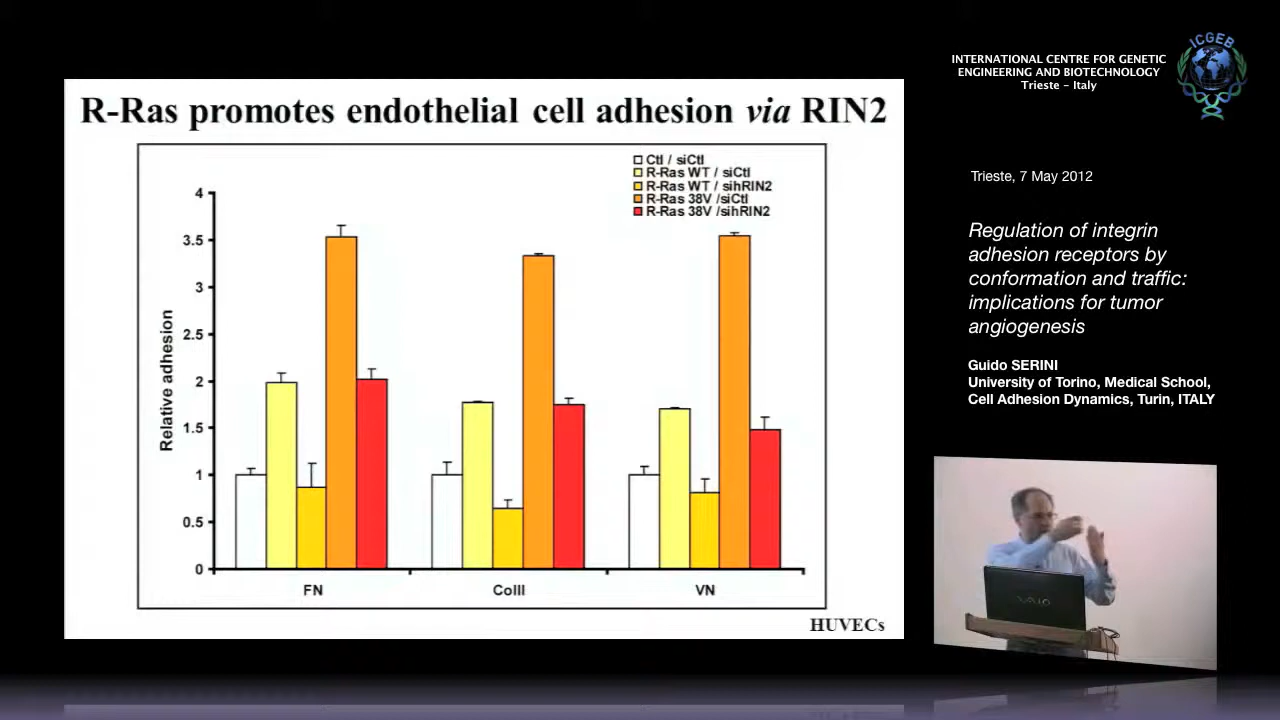 R-Ras promotes endothelial cell adhesion via RIN2
Ctl / siCtl
R-Ras WT / siCtl
R-Ras WT / sihRIN2
R-Ras 38V /siCtl
R-Ras 38V /sihRIN2
4
3.5
3
2.5
2
1.5
1
0.5
0
Relative adhesion
FN
ColI
VN
HUVECs
INTERNATIONAL CENTRE FOR GENETIC
ENGINEERING AND BIOTECHNOLOGY
Trieste - Italy
ICGEB
Trieste, 7 May 2012
Regulation of integrin
adhesion receptors by
conformation and traffic:
implications for tumor
angiogenesis
Guido SERINI
University of Torino, Medical School,
Cell Adhesion Dynamics, Turin, ITALY
VAIO